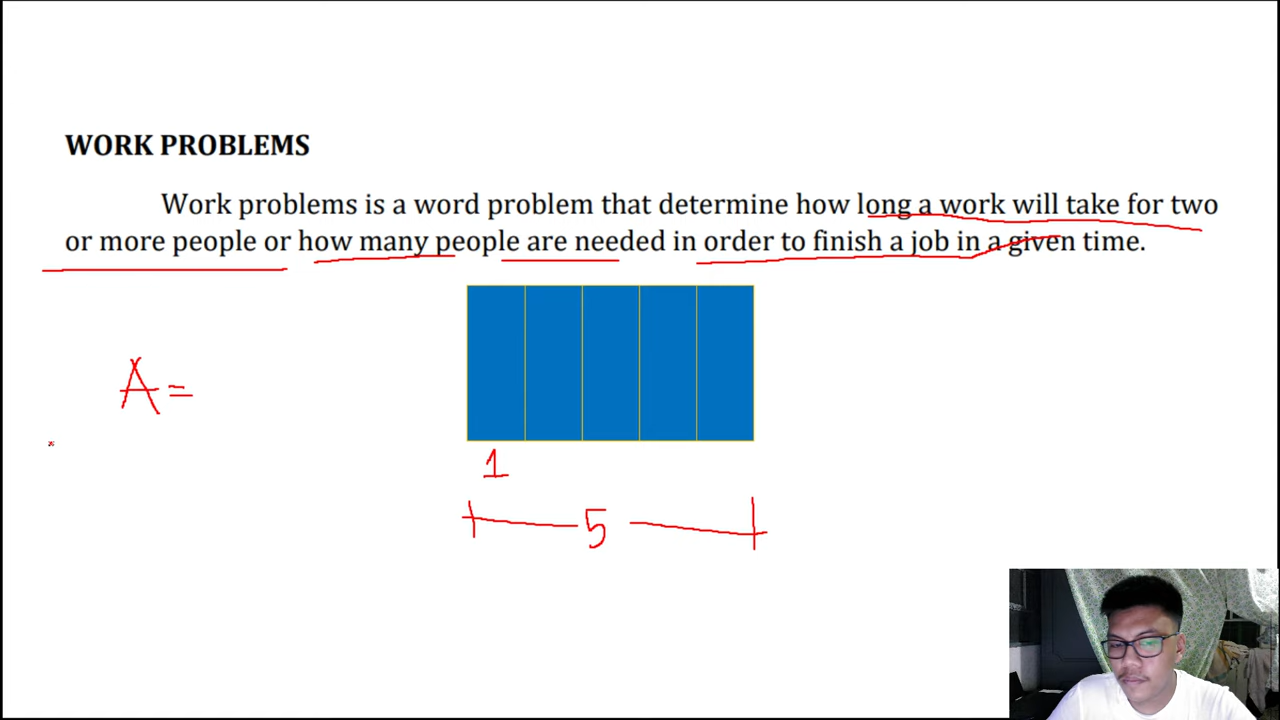 WORK PROBLEMS
Work problems is a word problem that determine how long a work will take for two
or more people or how many people are needed in order to finish a job in a given time.
A=
1
5